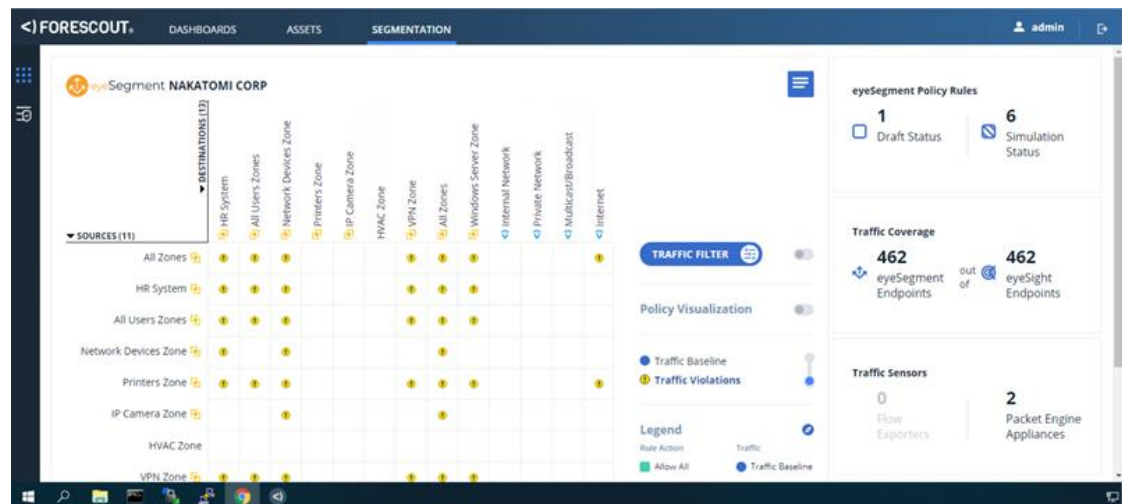 <) FORESCOUT.
DASHBOARDS
ASSETS
SEGMENTATION
admin
eyeSegment NAKATOMI CORP
DESTINATIONS (13)
HR System
All Users Zones
Network Devices Zone
Printers Zone
IP Camera Zone
HVAC Zone
VPN Zone
All Zones
Windows Server Zone
Internal Network
Private Network
Multicast/Broadcast
Internet
SOURCES (11)
All Zones
HR System
All Users Zones
Network Devices Zone
Printers Zone
IP Camera Zone
HVAC Zone
VPN Zone
TRAFFIC FILTER
Policy Visualization
Traffic Baseline
Traffic Violations
Legend
Rule Action
Traffic
Allow All
Traffic Baseline
eyeSegment Policy Rules
1
Draft Status
6
Simulation
Status
Traffic Coverage
462
eyeSegment
Endpoints
out
of
462
eyeSight
Endpoints
Traffic Sensors
0
Flow
Exporters
2
Packet Engine
Appliances